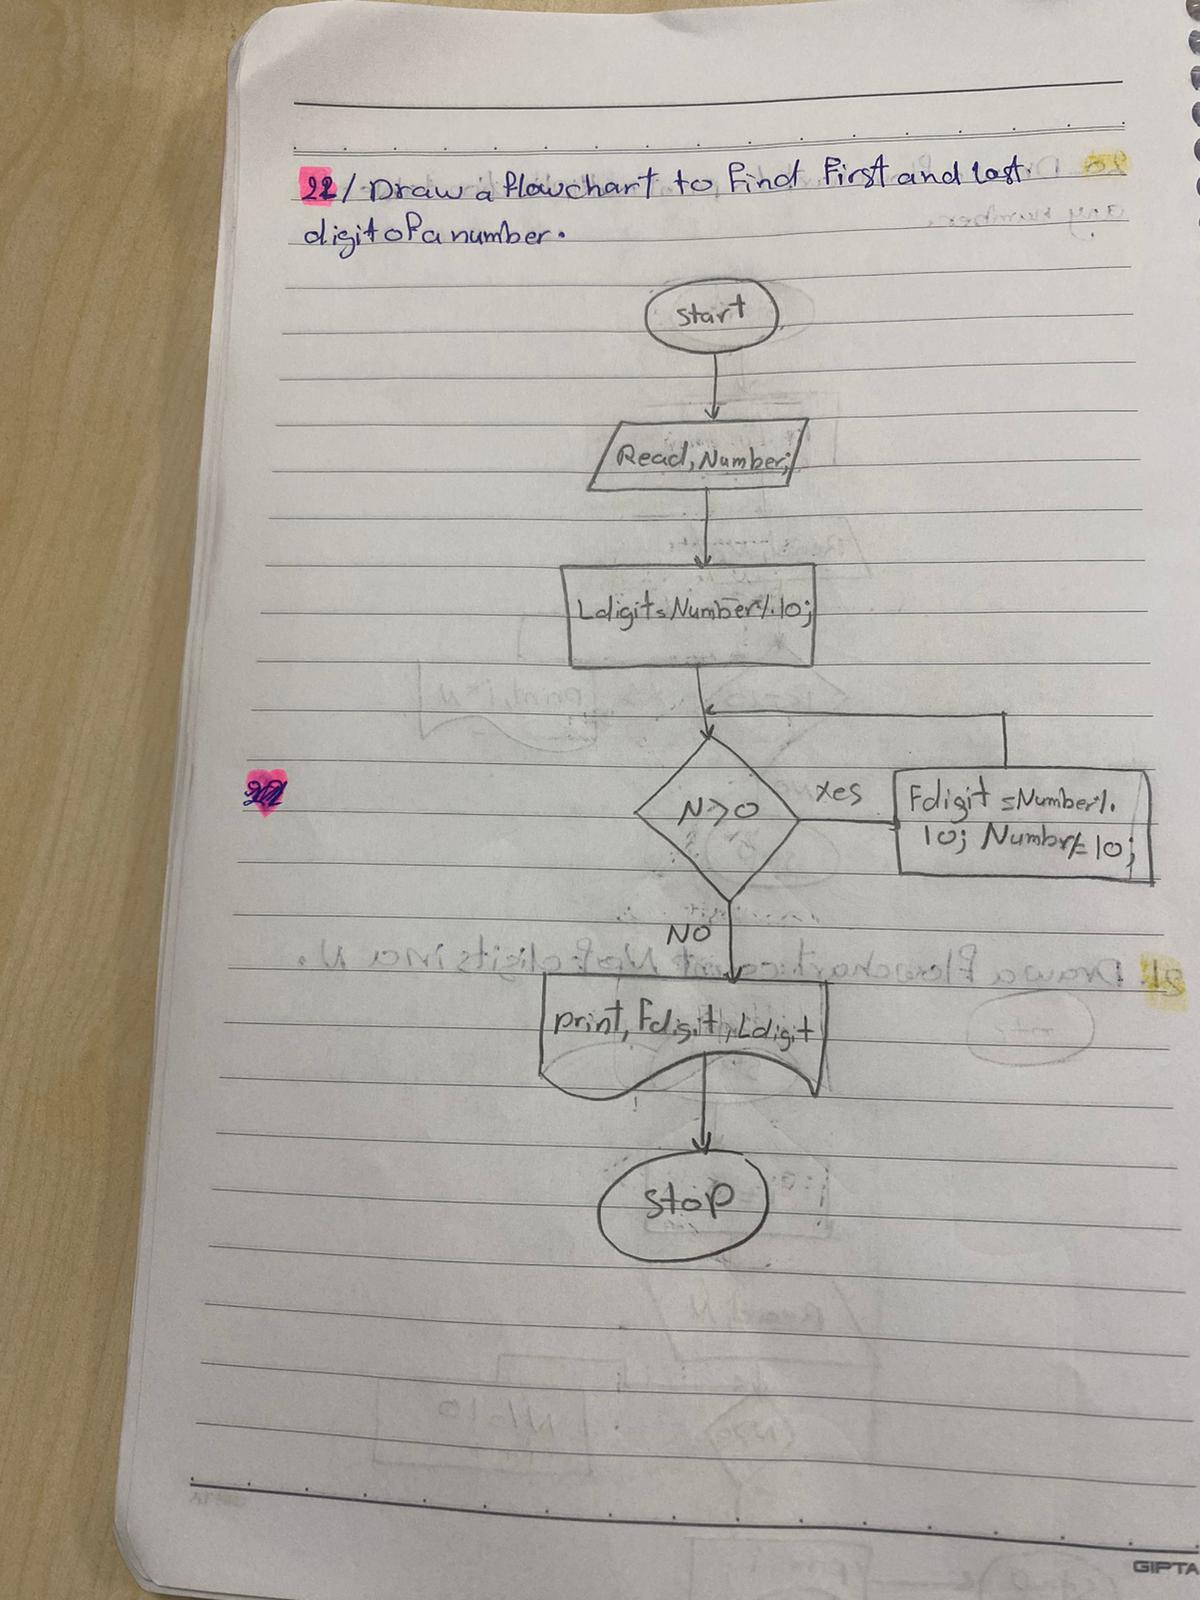 22/ Draw a flowchart to find first and last
digit of a number.
start
Read, Number;
Ldigit=Number%10;
N>0
Yes
Fdigit =Number%
10; Number/=10;
NO
print, Fdigit, Ldigit
stop
GIPTA